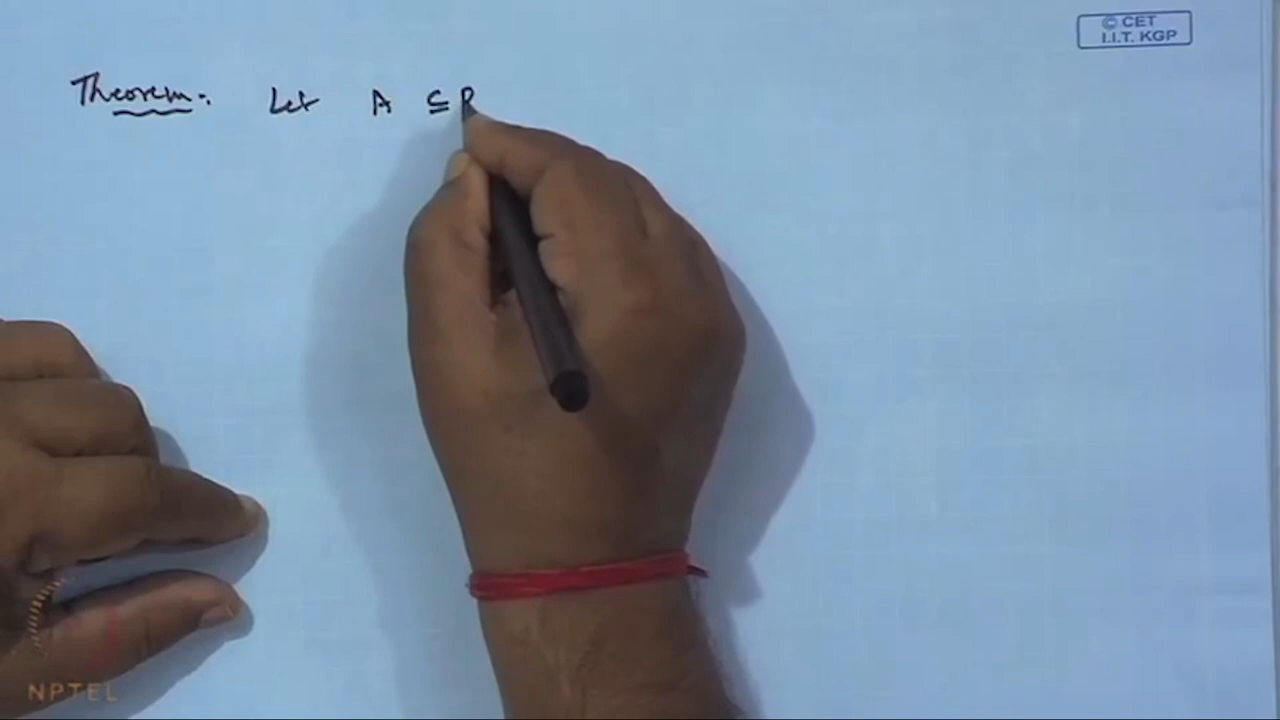 © CET
I.I.T. KGP
Theorem. Let A ⊆ R
NPTEL